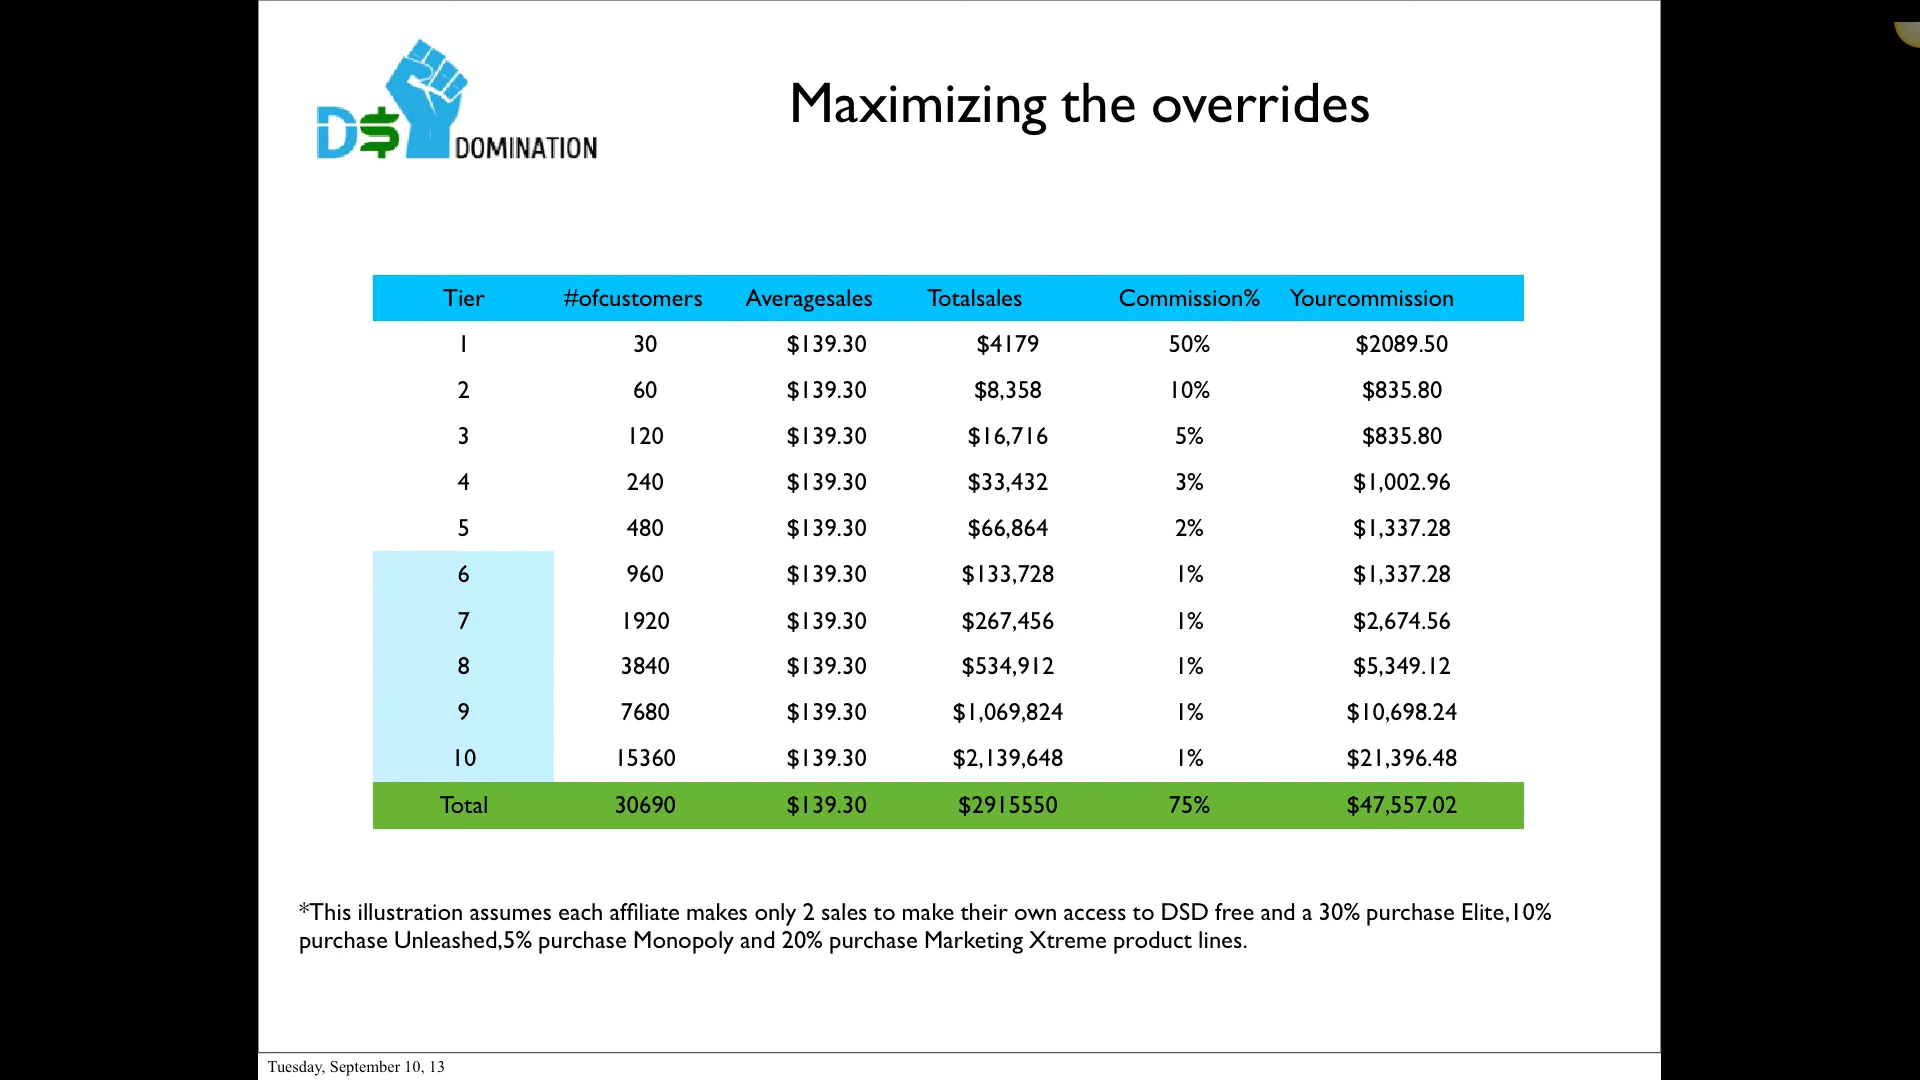 D$ DOMINATION
Maximizing the overrides
Tier #ofcustomers Averagesales Totalsales Commission% Yourcommission
1 30 $139.30 $4179 50% $2089.50
2 60 $139.30 $8,358 10% $835.80
3 120 $139.30 $16,716 5% $835.80
4 240 $139.30 $33,432 3% $1,002.96
5 480 $139.30 $66,864 2% $1,337.28
6 960 $139.30 $133,728 1% $1,337.28
7 1920 $139.30 $267,456 1% $2,674.56
8 3840 $139.30 $534,912 1% $5,349.12
9 7680 $139.30 $1,069,824 1% $10,698.24
10 15360 $139.30 $2,139,648 1% $21,396.48
Total 30690 $139.30 $2915550 75% $47,557.02
*This illustration assumes each affiliate makes only 2 sales to make their own access to DSD free and a 30% purchase Elite,10%
purchase Unleashed,5% purchase Monopoly and 20% purchase Marketing Xtreme product lines.
Tuesday, September 10, 13